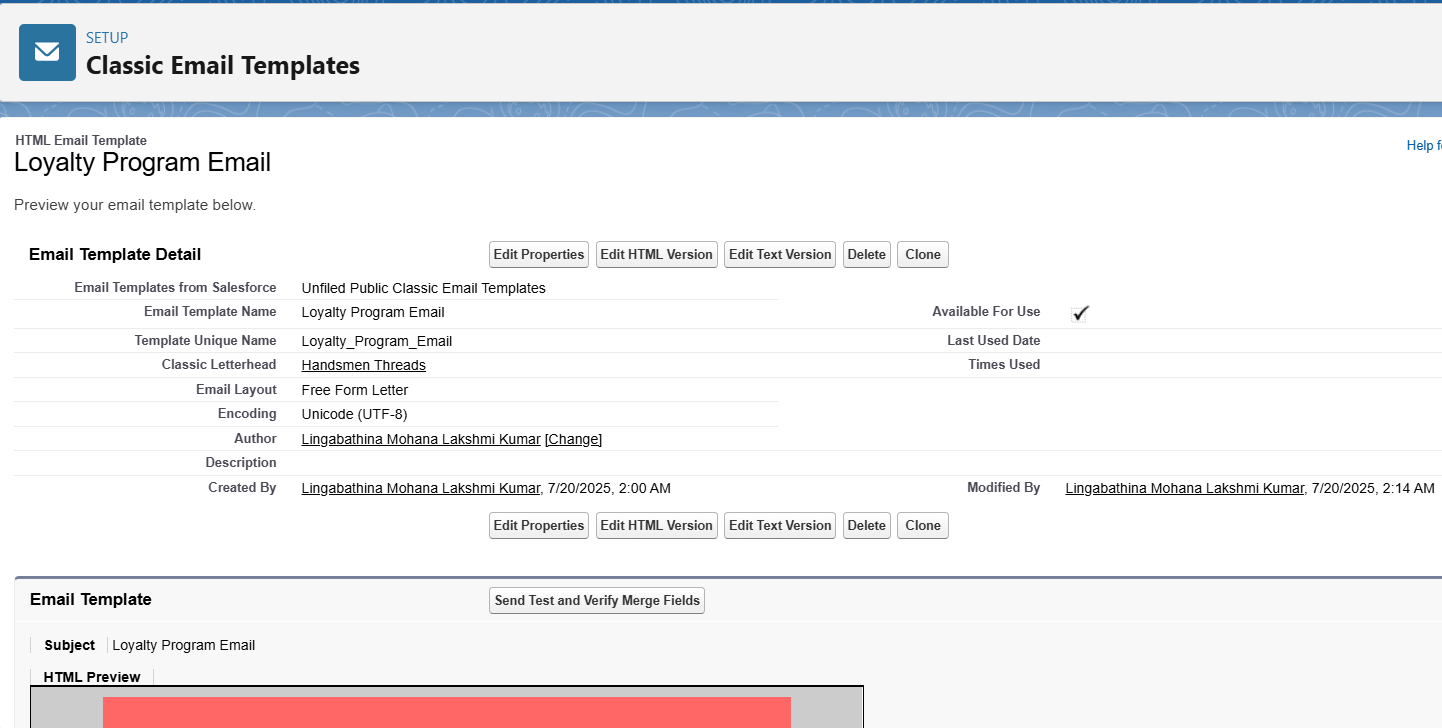 SETUP
Classic Email Templates
HTML Email Template
Loyalty Program Email
Help f
Preview your email template below.
Email Template Detail
Edit Properties Edit HTML Version Edit Text Version Delete Clone
Email Templates from Salesforce Unfiled Public Classic Email Templates
Email Template Name Loyalty Program Email Available For Use
Template Unique Name Loyalty_Program_Email Last Used Date
Classic Letterhead Handsmen Threads Times Used
Email Layout Free Form Letter
Encoding Unicode (UTF-8)
Author Lingabathina Mohana Lakshmi Kumar [Change]
Description
Created By Lingabathina Mohana Lakshmi Kumar, 7/20/2025, 2:00 AM Modified By Lingabathina Mohana Lakshmi Kumar, 7/20/2025, 2:14 AM
Edit Properties Edit HTML Version Edit Text Version Delete Clone
Email Template Send Test and Verify Merge Fields
Subject Loyalty Program Email
HTML Preview